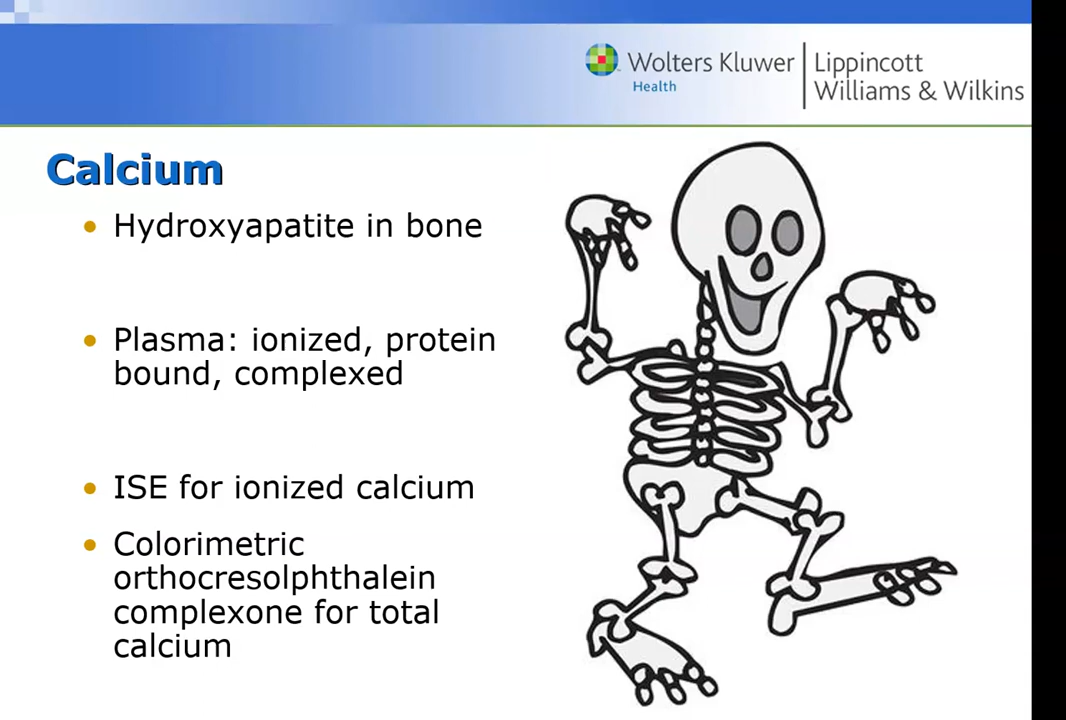 Wolters Kluwer
Health
Lippincott
Williams & Wilkins
Calcium
• Hydroxyapatite in bone
• Plasma: ionized, protein
bound, complexed
• ISE for ionized calcium
• Colorimetric
orthocresolphthalein
complexone for total
calcium